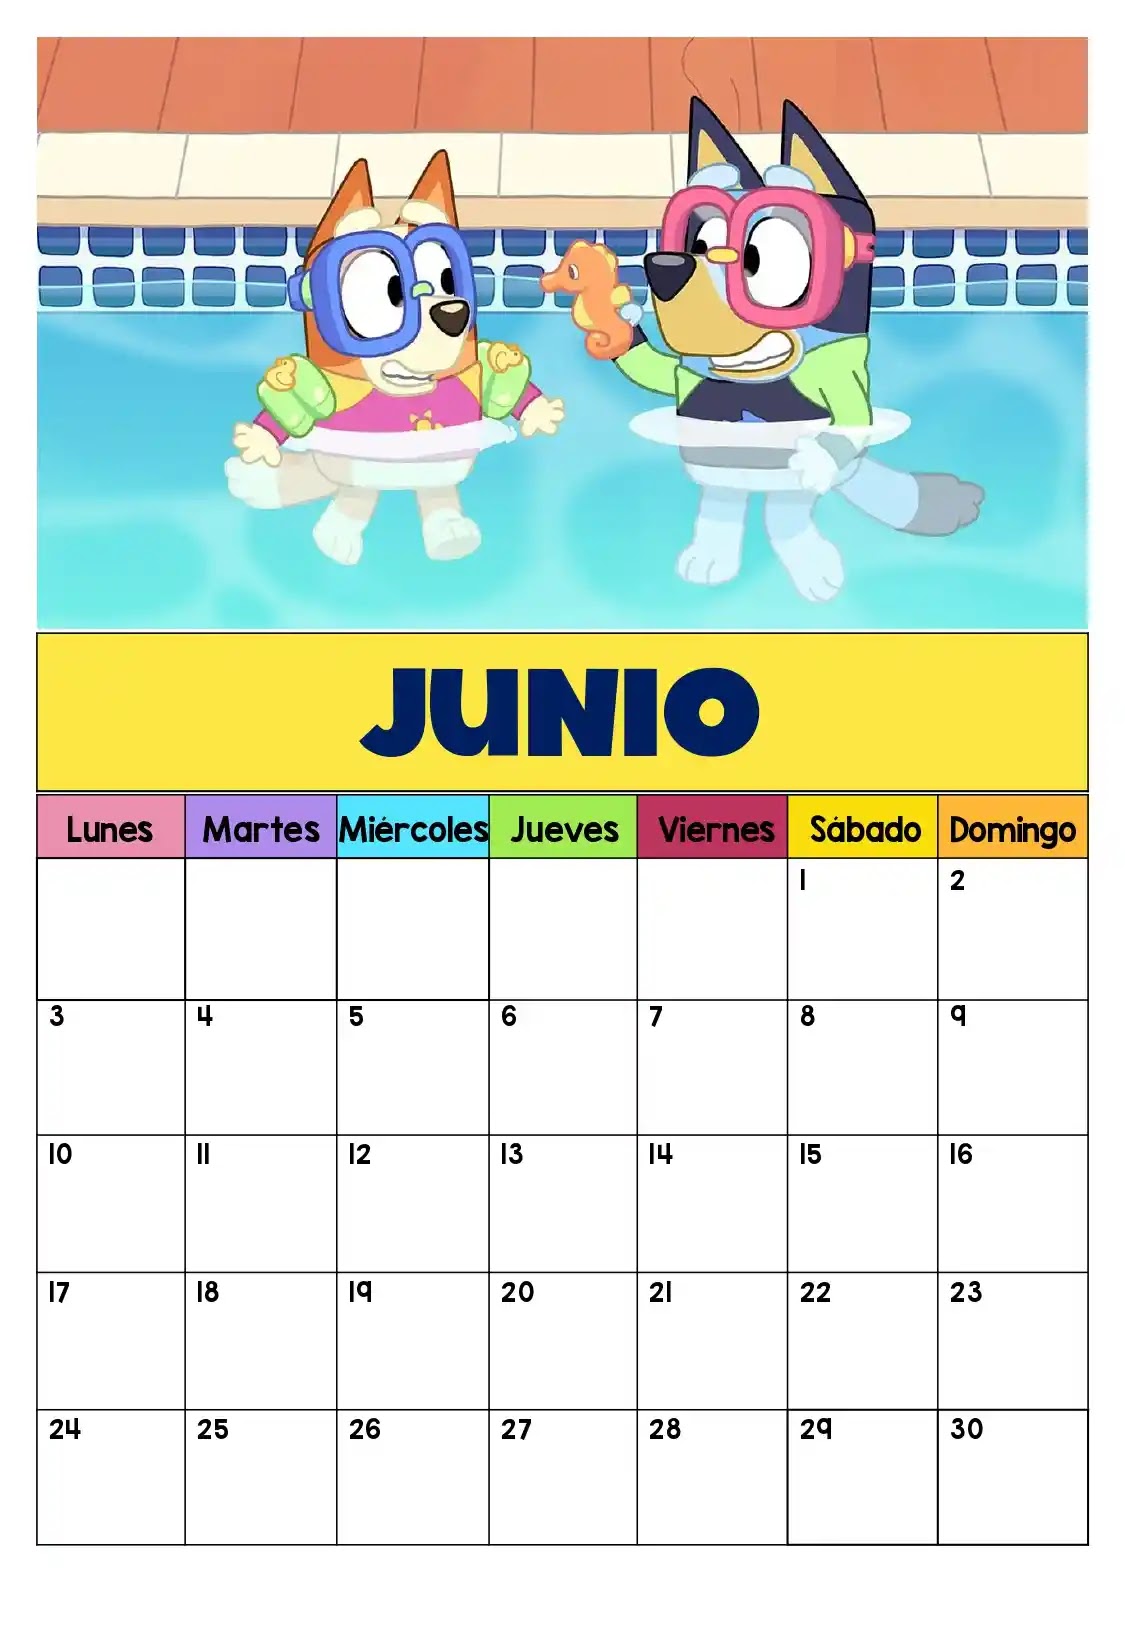 JUNIO
Lunes Martes Miércoles Jueves Viernes Sábado Domingo
1 2
3 4 5 6 7 8 9
10 11 12 13 14 15 16
17 18 19 20 21 22 23
24 25 26 27 28 29 30